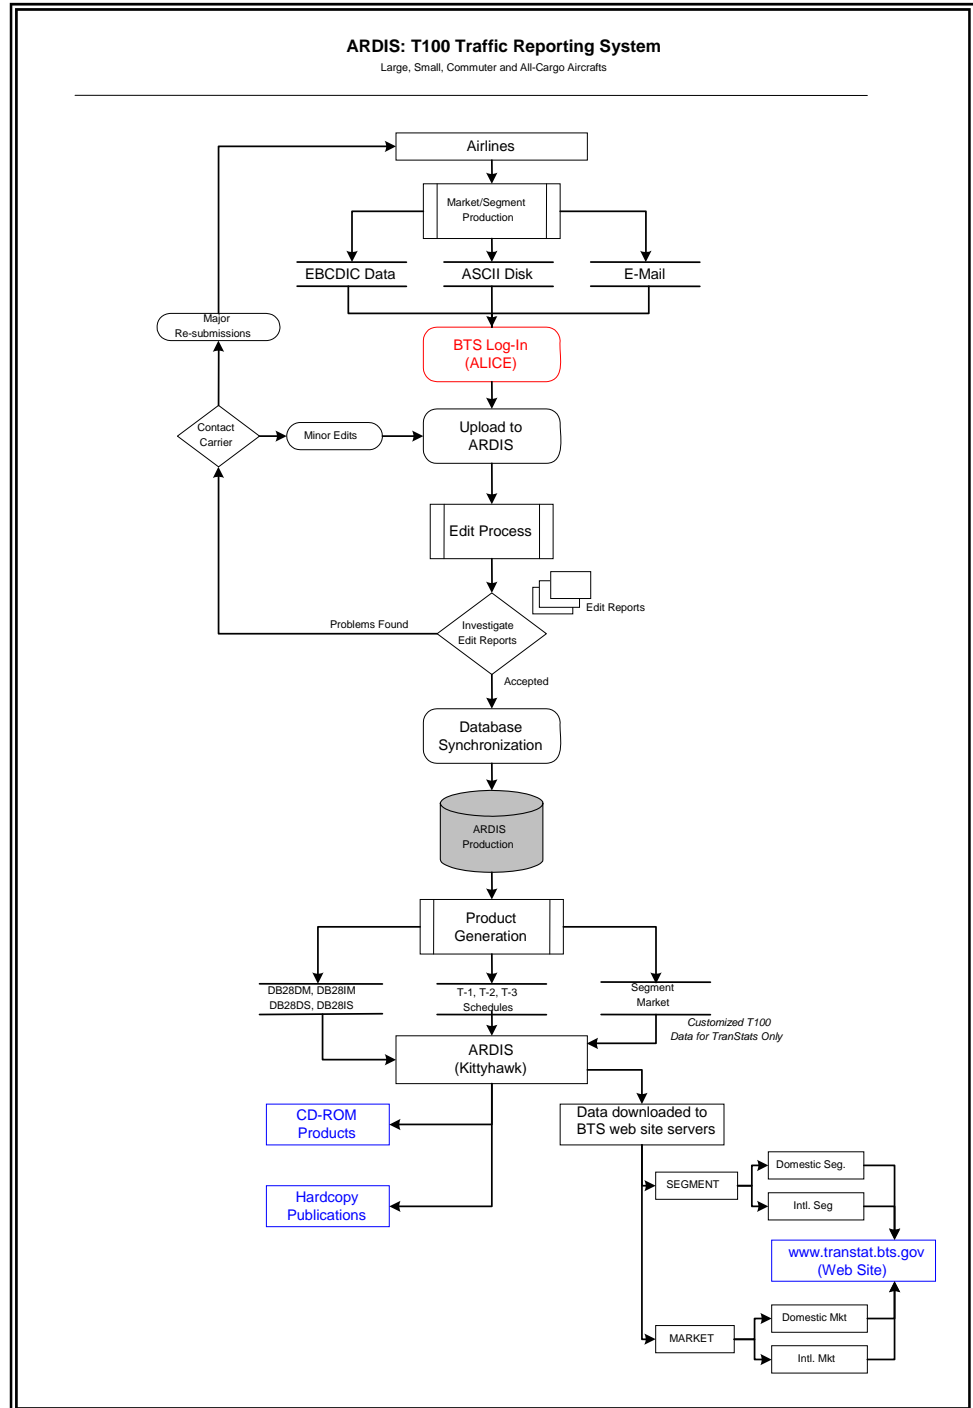 ARDIS: T100 Traffic Reporting System
Large, Small, Commuter and All-Cargo Aircrafts
Airlines
Market/Segment
Production
EBCDIC Data
ASCII Disk
E-Mail
Major
Re-submissions
BTS Log-In
(ALICE)
Contact
Carrier
Minor Edits
Upload to
ARDIS
Edit Process
Edit Reports
Problems Found
Investigate
Edit Reports
Accepted
Database
Synchronization
ARDIS
Production
Product
Generation
DB28DM, DB28IM
DB28DS, DB28IS
T-1, T-2, T-3
Schedules
Segment
Market
Customized T100
Data for TranStats Only
ARDIS
(Kittyhawk)
CD-ROM
Products
Data downloaded to
BTS web site servers
Hardcopy
Publications
SEGMENT
Domestic Seg.
Intl. Seg
www.transtat.bts.gov
(Web Site)
MARKET
Domestic Mkt
Intl. Mkt